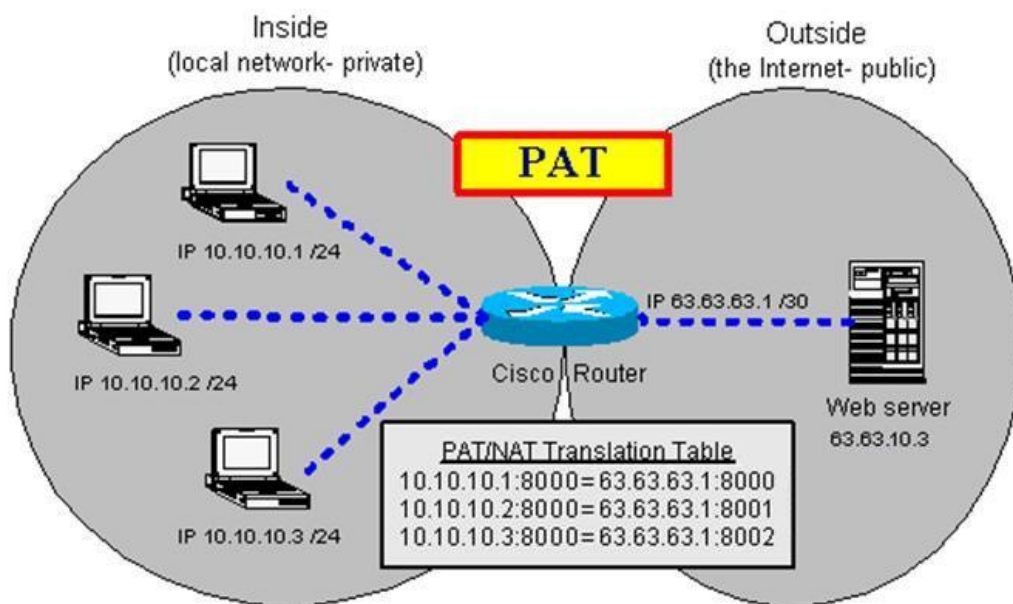 Inside
(local network- private)
Outside
(the Internet- public)
PAT
IP 10.10.10.1 /24
IP 10.10.10.2 /24
IP 10.10.10.3 /24
IP 63.63.63.1 /30
Cisco Router
Web server
63.63.10.3
PAT/NAT Translation Table
10.10.10.1:8000=63.63.63.1:8000
10.10.10.2:8000=63.63.63.1:8001
10.10.10.3:8000=63.63.63.1:8002